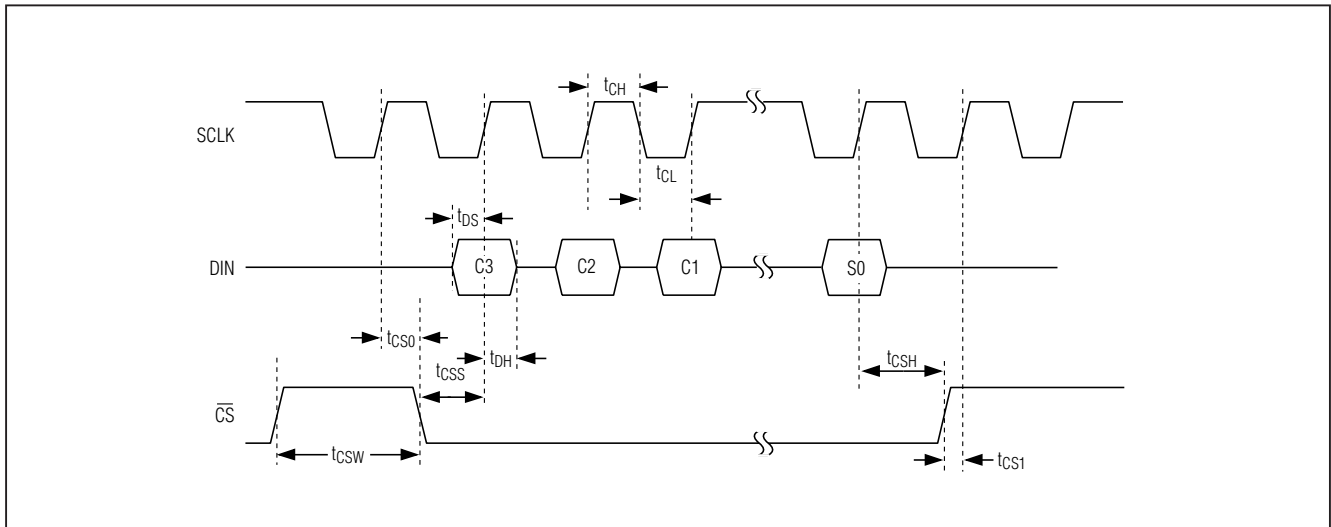 tCH
SCLK
tCL
tDS
DIN
C3
C2
C1
S0
tCS0
tDH
tCSS
tCSH
CS
tCSW
tCS1